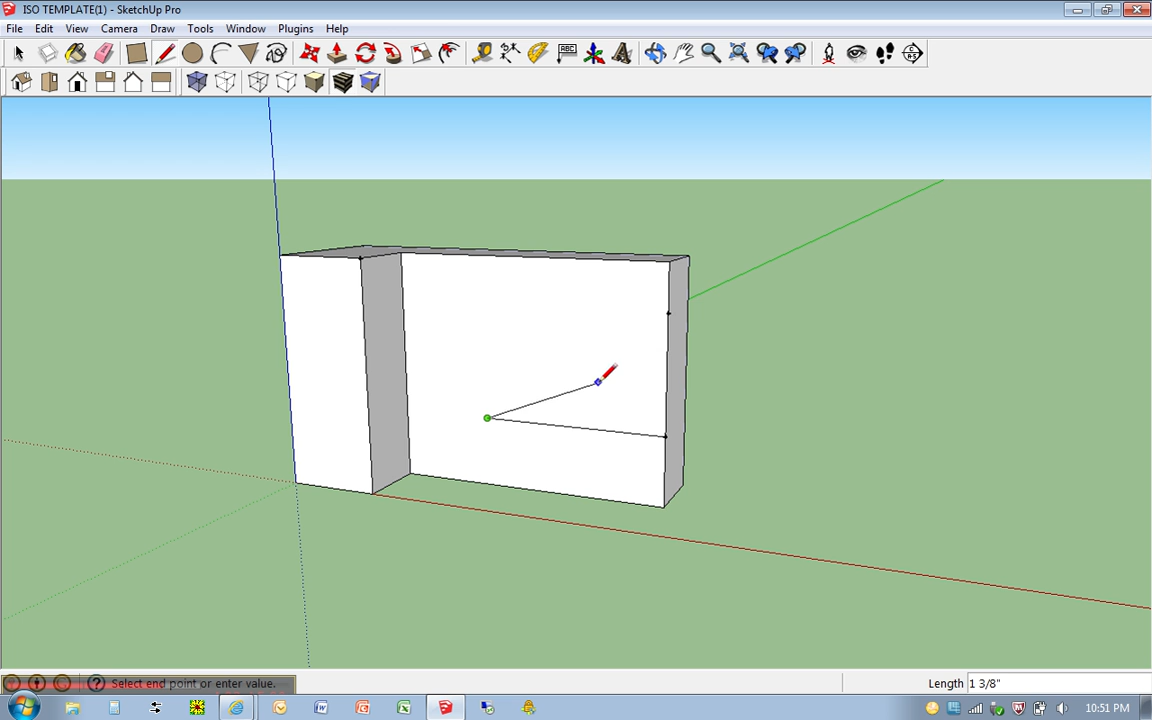 ISO TEMPLATE(1) - SketchUp Pro
File Edit View Camera Draw Tools Window Plugins Help
ABC
Select end point or enter value.
Length 1 3/8"
10:51 PM